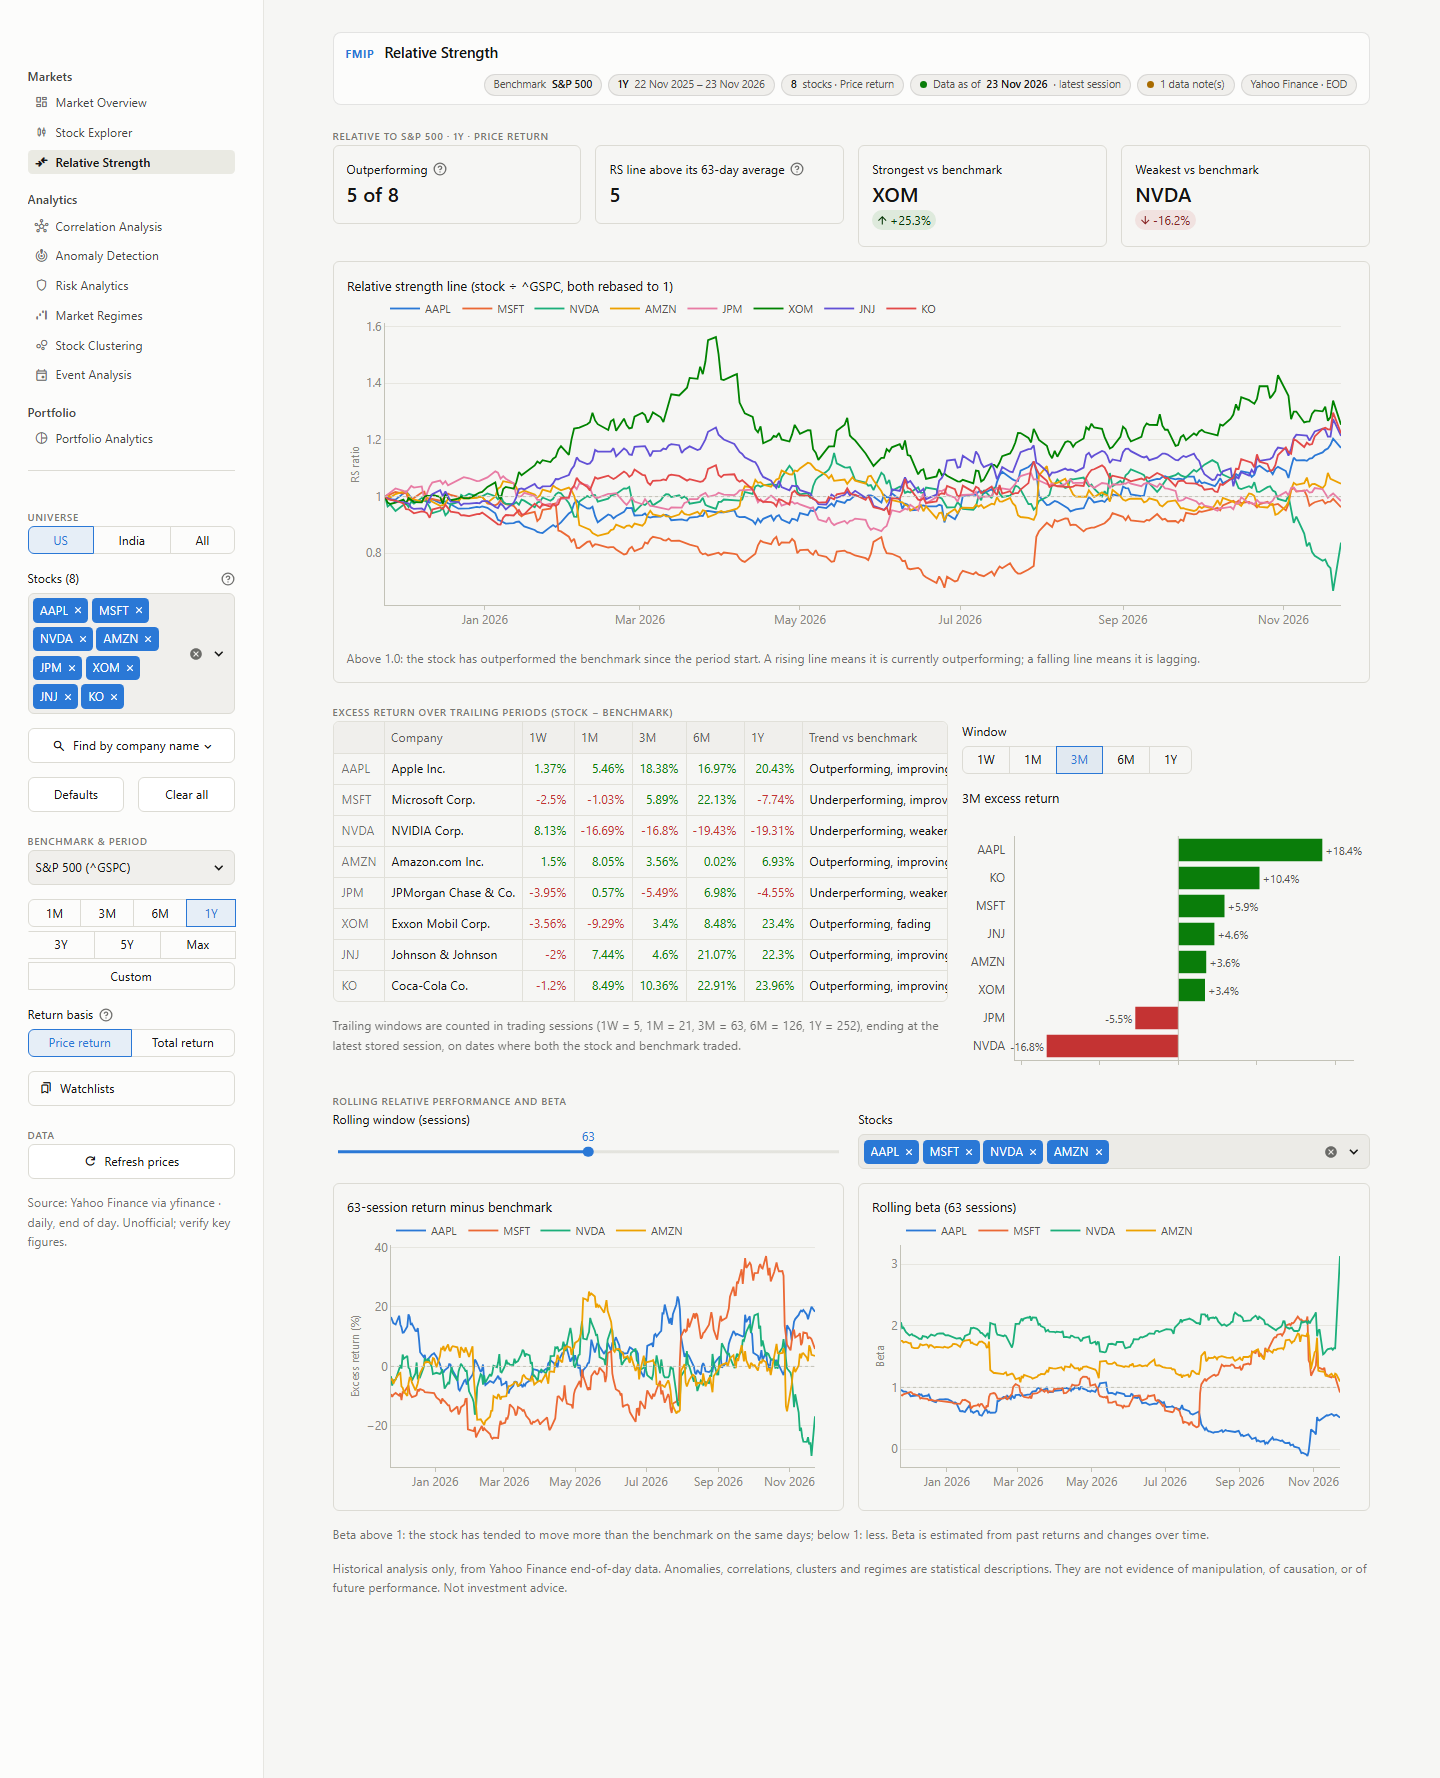 Markets
Market Overview
Stock Explorer
Relative Strength
Analytics
Correlation Analysis
Anomaly Detection
Risk Analytics
Market Regimes
Stock Clustering
Event Analysis
Portfolio
Portfolio Analytics
UNIVERSE
US India All
Stocks (8)
AAPL × MSFT ×
NVDA × AMZN ×
JPM × XOM ×
JNJ × KO ×
Find by company name
Defaults Clear all
BENCHMARK & PERIOD
S&P 500 (^GSPC)
1M 3M 6M 1Y
3Y 5Y Max
Custom
Return basis
Price return Total return
Watchlists
DATA
Refresh prices
Source: Yahoo Finance via yfinance ·
daily, end of day. Unofficial; verify key
figures.
FMIP Relative Strength
Benchmark S&P 500 1Y 22 Nov 2025 – 23 Nov 2026 8 stocks · Price return Data as of 23 Nov 2026 · latest session 1 data note(s) Yahoo Finance · EOD
RELATIVE TO S&P 500 · 1Y · PRICE RETURN
Outperforming
5 of 8
RS line above its 63-day average
5
Strongest vs benchmark
XOM
↑ +25.3%
Weakest vs benchmark
NVDA
↓ -16.2%
Relative strength line (stock ÷ ^GSPC, both rebased to 1)
AAPL MSFT NVDA AMZN JPM XOM JNJ KO
1.6
1.4
1.2
1
0.8
RS ratio
Jan 2026 Mar 2026 May 2026 Jul 2026 Sep 2026 Nov 2026
Above 1.0: the stock has outperformed the benchmark since the period start. A rising line means it is currently outperforming; a falling line means it is lagging.
EXCESS RETURN OVER TRAILING PERIODS (STOCK – BENCHMARK)
Company 1W 1M 3M 6M 1Y Trend vs benchmark
AAPL Apple Inc. 1.37% 5.46% 18.38% 16.97% 20.43% Outperforming, improving
MSFT Microsoft Corp. -2.5% -1.03% 5.89% 22.13% -7.74% Underperforming, improv
NVDA NVIDIA Corp. 8.13% -16.69% -16.8% -19.43% -19.31% Underperforming, weaker
AMZN Amazon.com Inc. 1.5% 8.05% 3.56% 0.02% 6.93% Outperforming, improving
JPM JPMorgan Chase & Co. -3.95% 0.57% -5.49% 6.98% -4.55% Underperforming, weaker
XOM Exxon Mobil Corp. -3.56% -9.29% 3.4% 8.48% 23.4% Outperforming, fading
JNJ Johnson & Johnson -2% 7.44% 4.6% 21.07% 22.3% Outperforming, improving
KO Coca-Cola Co. -1.2% 8.49% 10.36% 22.91% 23.96% Outperforming, improving
Trailing windows are counted in trading sessions (1W = 5, 1M = 21, 3M = 63, 6M = 126, 1Y = 252), ending at the
latest stored session, on dates where both the stock and benchmark traded.
Window
1W 1M 3M 6M 1Y
3M excess return
AAPL +18.4%
KO +10.4%
MSFT +5.9%
JNJ +4.6%
AMZN +3.6%
XOM +3.4%
JPM -5.5%
NVDA -16.8%
ROLLING RELATIVE PERFORMANCE AND BETA
Rolling window (sessions)
63
Stocks
AAPL × MSFT × NVDA × AMZN ×
63-session return minus benchmark
AAPL MSFT NVDA AMZN
40
20
0
−20
Excess return (%)
Jan 2026 Mar 2026 May 2026 Jul 2026 Sep 2026 Nov 2026
Rolling beta (63 sessions)
AAPL MSFT NVDA AMZN
3
2
1
0
Beta
Jan 2026 Mar 2026 May 2026 Jul 2026 Sep 2026 Nov 2026
Beta above 1: the stock has tended to move more than the benchmark on the same days; below 1: less. Beta is estimated from past returns and changes over time.
Historical analysis only, from Yahoo Finance end-of-day data. Anomalies, correlations, clusters and regimes are statistical descriptions. They are not evidence of manipulation, of causation, or of
future performance. Not investment advice.